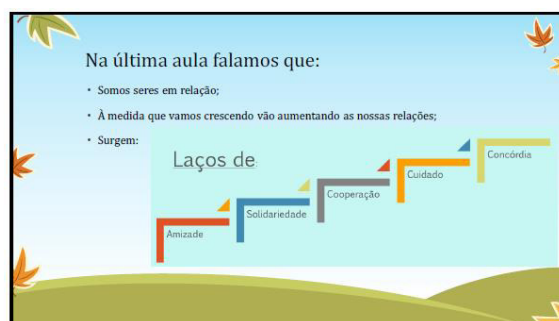 Na última aula falamos que:
• Somos seres em relação;
• À medida que vamos crescendo vão aumentando as nossas relações;
• Surgem:
Laços de
Amizade
Solidariedade
Cooperação
Cuidado
Concórdia